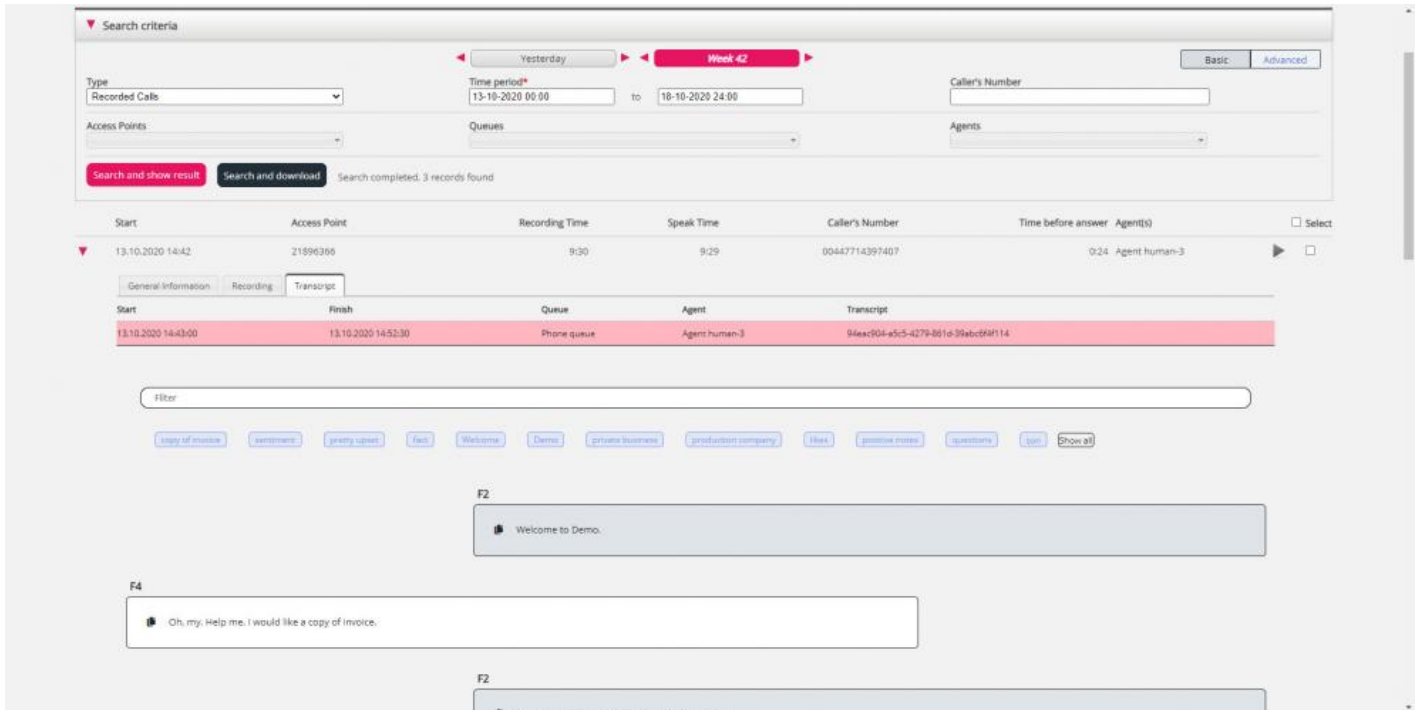 Search criteria
Yesterday Week 42 Basic Advanced
Type Time period* Caller's Number
Recorded Calls 13-10-2020 00:00 to 18-10-2020 24:00
Access Points Queues Agents
Search and show result Search and download Search completed, 3 records found
Start Access Point Recording Time Speak Time Caller's Number Time before answer Agent(s) Select
13.10.2020 14:42 21896366 9:30 9:29 00447714397407 0:24 Agent human-3
General Information Recording Transcript
Start Finish Queue Agent Transcript
13.10.2020 14:43:00 13.10.2020 14:52:30 Phone queue Agent human-3
Filter
copy of invoice sentiment pretty upset fact Welcome Demo private business production company likes positive notes questions son Show all
F2
Welcome to Demo.
F4
Oh, my. Help me. I would like a copy of invoice.
F2